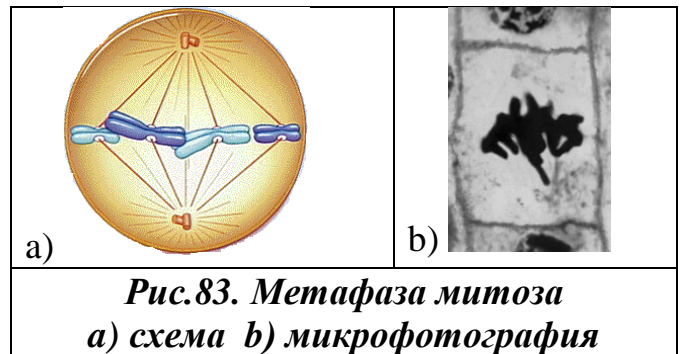 a)
b)
Рис.83. Метафаза митоза
a) схема b) микрофотография